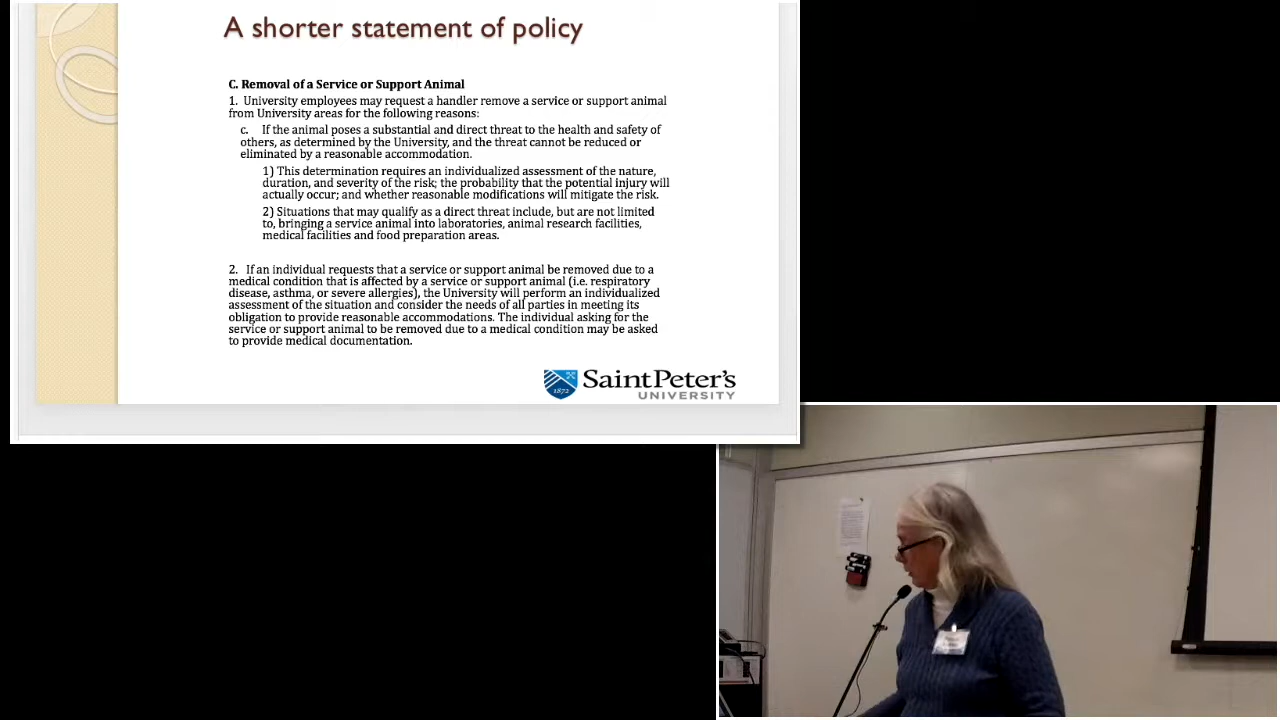 A shorter statement of policy
C. Removal of a Service or Support Animal
1. University employees may request a handler remove a service or support animal
from University areas for the following reasons:
c. If the animal poses a substantial and direct threat to the health and safety of
others, as determined by the University, and the threat cannot be reduced or
eliminated by a reasonable accommodation.
1) This determination requires an individualized assessment of the nature,
duration, and severity of the risk; the probability that the potential injury will
actually occur; and whether reasonable modifications will mitigate the risk.
2) Situations that may qualify as a direct threat include, but are not limited
to, bringing a service animal into laboratories, animal research facilities,
medical facilities and food preparation areas.
2. If an individual requests that a service or support animal be removed due to a
medical condition that is affected by a service or support animal (i.e. respiratory
disease, asthma, or severe allergies), the University will perform an individualized
assessment of the situation and consider the needs of all parties in meeting its
obligation to provide reasonable accommodations. The individual asking for the
service or support animal to be removed due to a medical condition may be asked
to provide medical documentation.
1872
Saint Peter's
UNIVERSITY